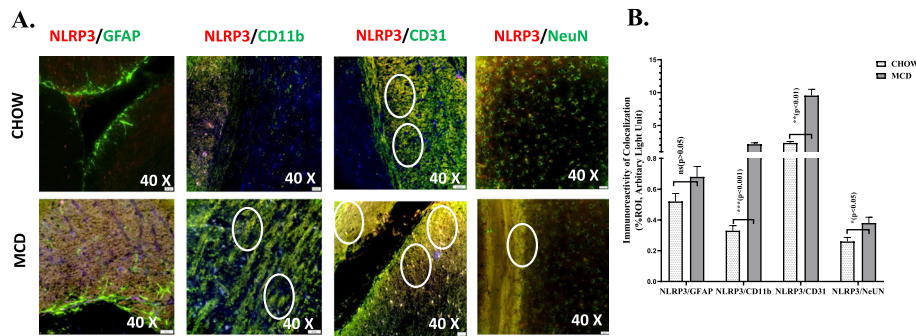 A.
NLRP3/GFAP NLRP3/CD11b NLRP3/CD31 NLRP3/NeuN
CHOW
40 X 40 X 40 X 40 X
MCD
40 X 40 X 40 X 40 X
B.
CHOW
MCD
Immunoreactivity of Colocalization
(%ROI, Arbitary Light Unit)
15
10
5
0.8
0.6
0.4
0.2
0.0
ns(p>0.05)
***(p<0.001)
**(p<0.01)
*(p<0.05)
NLRP3/GFAP NLRP3/CD11b NLRP3/CD31 NLRP3/NeUN